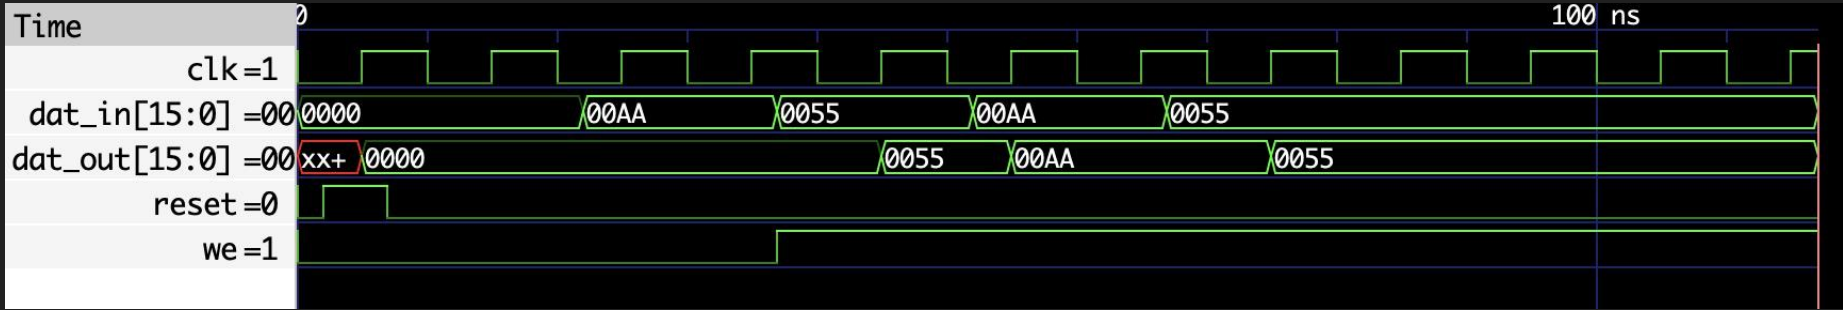 Time 0 100 ns
clk =1
dat_in[15:0] =00 0000 00AA 0055 00AA 0055
dat_out[15:0] =00 xx+ 0000 0055 00AA 0055
reset =0
we =1